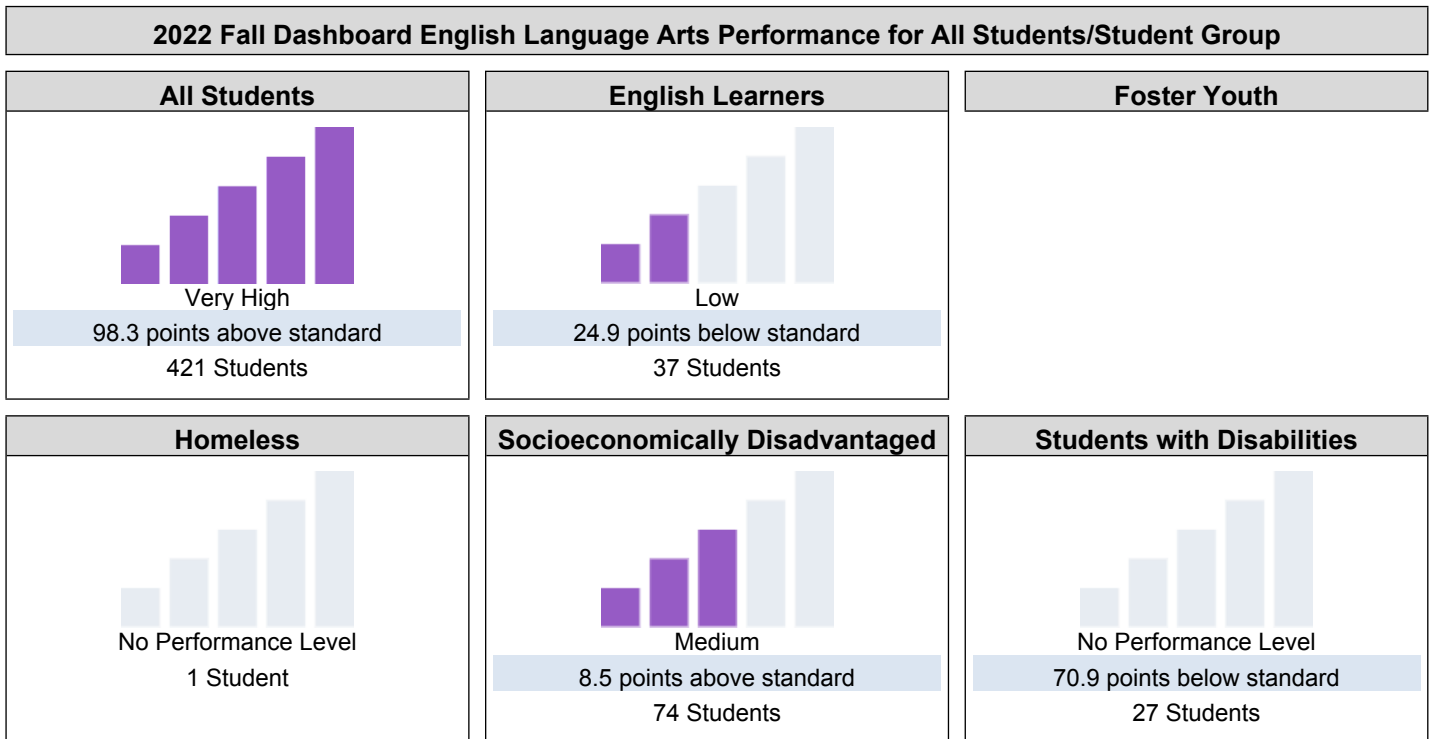 2022 Fall Dashboard English Language Arts Performance for All Students/Student Group
All Students
Very High
98.3 points above standard
421 Students
English Learners
Low
24.9 points below standard
37 Students
Foster Youth
Homeless
No Performance Level
1 Student
Socioeconomically Disadvantaged
Medium
8.5 points above standard
74 Students
Students with Disabilities
No Performance Level
70.9 points below standard
27 Students